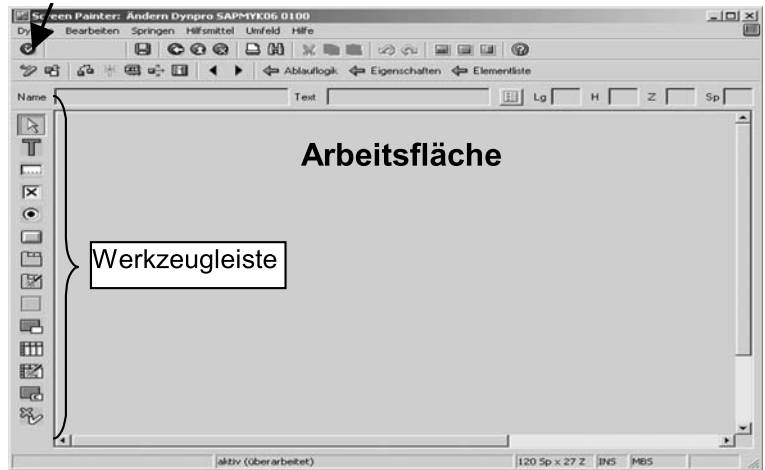 Screen Painter: Ändern Dynpro SAPMYK06 0100
Bearbeiten Springen Hilfsmittel Umfeld Hilfe
Ablauflogik Eigenschaften Elementliste
Name Text Lg H Z Sp
Arbeitsfläche
Werkzeugleiste
aktiv (überarbeitet) 120 Sp x 27 Z INS MBS